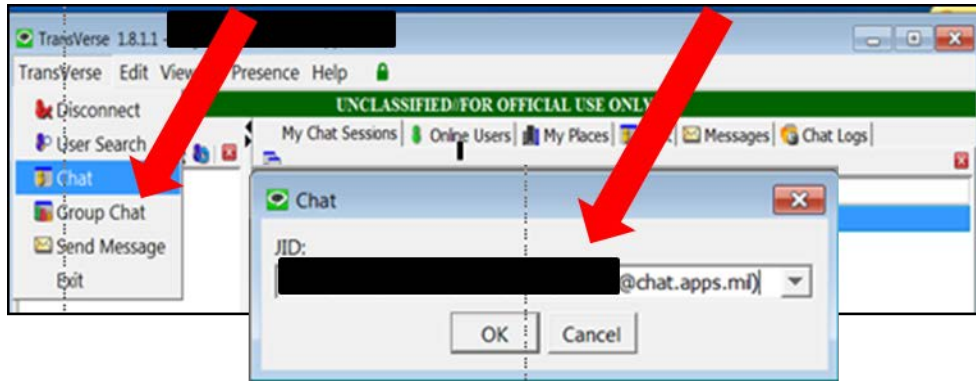 TransVerse 1.8.1.1 -
TransVerse Edit View Presence Help
UNCLASSIFIED//FOR OFFICIAL USE ONLY
Disconnect
User Search
Chat
Group Chat
Send Message
Exit
My Chat Sessions Online Users My Places Messages Chat Logs
Chat
JID:
@chat.apps.mil)
OK Cancel